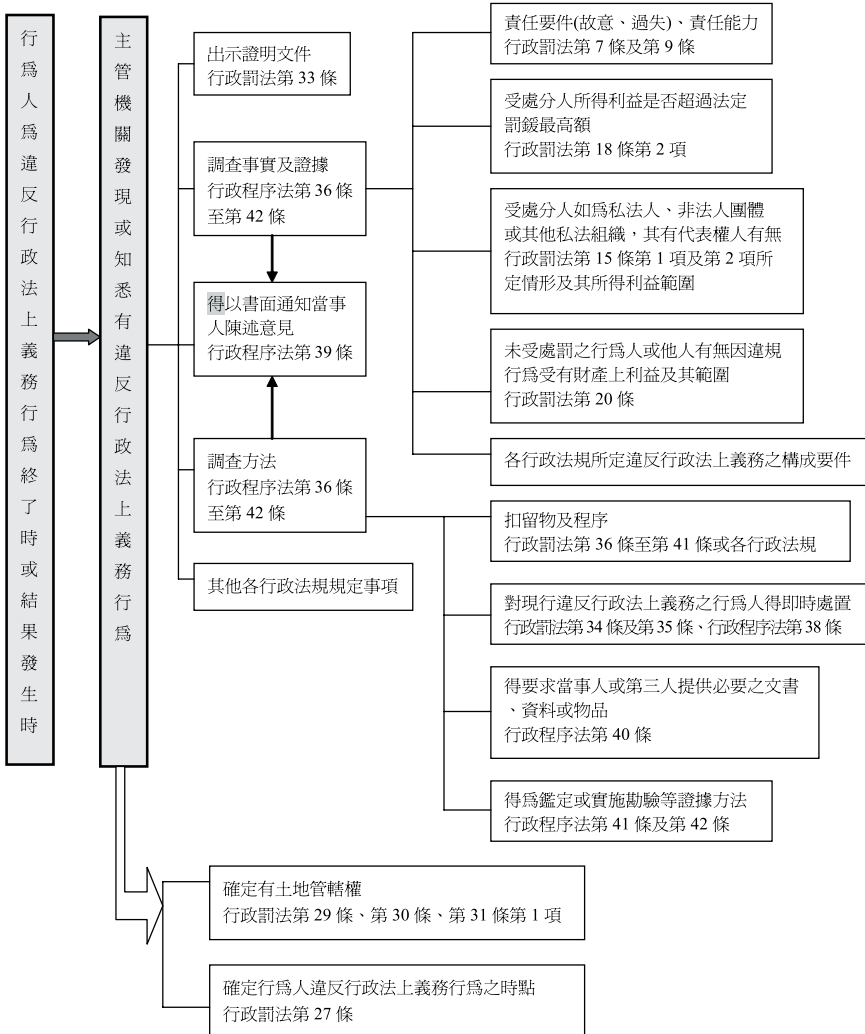 行為人為違反行政法上義務行為終了時或結果發生時
主管機關發現或知悉有違反行政法上義務行為
出示證明文件
行政罰法第 33 條
調查事實及證據
行政程序法第 36 條
至第 42 條
得以書面通知當事
人陳述意見
行政程序法第 39 條
調查方法
行政程序法第 36 條
至第 42 條
其他各行政法規規定事項
責任要件(故意、過失)、責任能力
行政罰法第 7 條及第 9 條
受處分人所得利益是否超過法定
罰鍰最高額
行政罰法第 18 條第 2 項
受處分人如為私法人、非法人團體
或其他私法組織，其有代表權人有無
行政罰法第 15 條第 1 項及第 2 項所
定情形及其所得利益範圍
未受處罰之行為人或他人有無因違規
行為受有財產上利益及其範圍
行政罰法第 20 條
各行政法規所定違反行政法上義務之構成要件
扣留物及程序
行政罰法第 36 條至第 41 條或各行政法規
對現行違反行政法上義務之行為人得即時處置
行政罰法第 34 條及第 35 條、行政程序法第 38 條
得要求當事人或第三人提供必要之文書
、資料或物品
行政程序法第 40 條
得為鑑定或實施勘驗等證據方法
行政程序法第 41 條及第 42 條
確定有土地管轄權
行政罰法第 29 條、第 30 條、第 31 條第 1 項
確定行為人違反行政法上義務行為之時點
行政罰法第 27 條